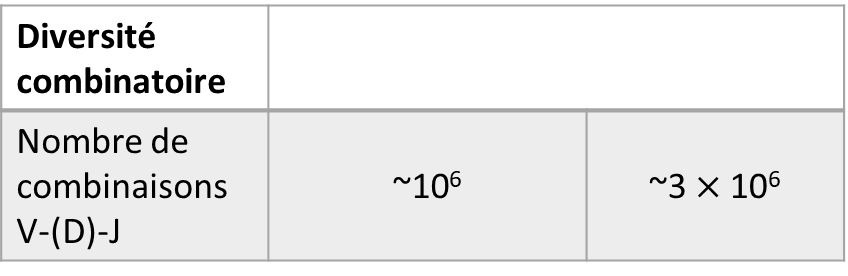 Diversité
combinatoire
Nombre de
combinaisons
V-(D)-J
~10⁶
~3 × 10⁶